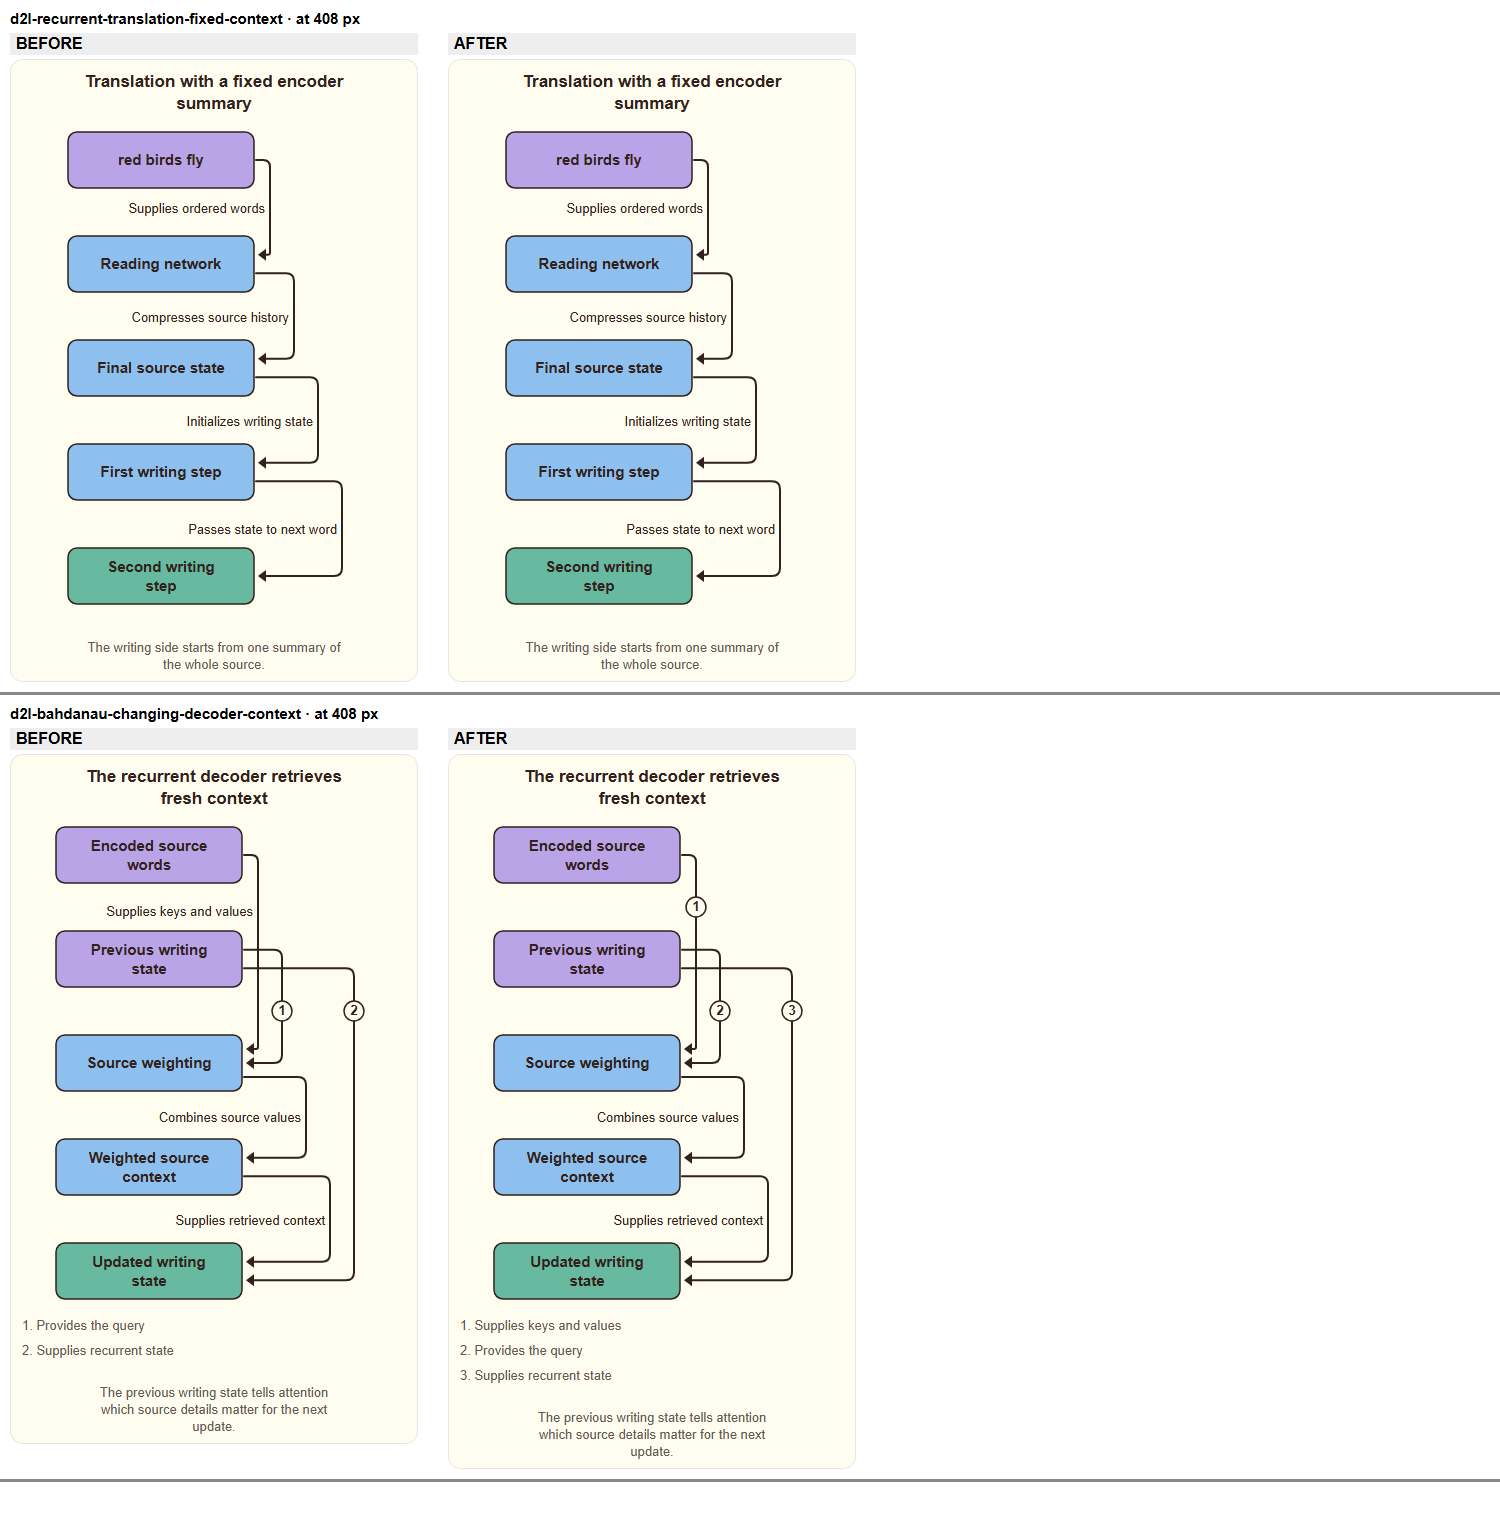 d2l-recurrent-translation-fixed-context · at 408 px
BEFORE
Translation with a fixed encoder
summary
red birds fly
Supplies ordered words
Reading network
Compresses source history
Final source state
Initializes writing state
First writing step
Passes state to next word
Second writing
step
The writing side starts from one summary of
the whole source.
AFTER
Translation with a fixed encoder
summary
red birds fly
Supplies ordered words
Reading network
Compresses source history
Final source state
Initializes writing state
First writing step
Passes state to next word
Second writing
step
The writing side starts from one summary of
the whole source.
d2l-bahdanau-changing-decoder-context · at 408 px
BEFORE
The recurrent decoder retrieves
fresh context
Encoded source
words
Supplies keys and values
Previous writing
state
1
2
Source weighting
Combines source values
Weighted source
context
Supplies retrieved context
Updated writing
state
1. Provides the query
2. Supplies recurrent state
The previous writing state tells attention
which source details matter for the next
update.
AFTER
The recurrent decoder retrieves
fresh context
Encoded source
words
1
Previous writing
state
2
3
Source weighting
Combines source values
Weighted source
context
Supplies retrieved context
Updated writing
state
1. Supplies keys and values
2. Provides the query
3. Supplies recurrent state
The previous writing state tells attention
which source details matter for the next
update.